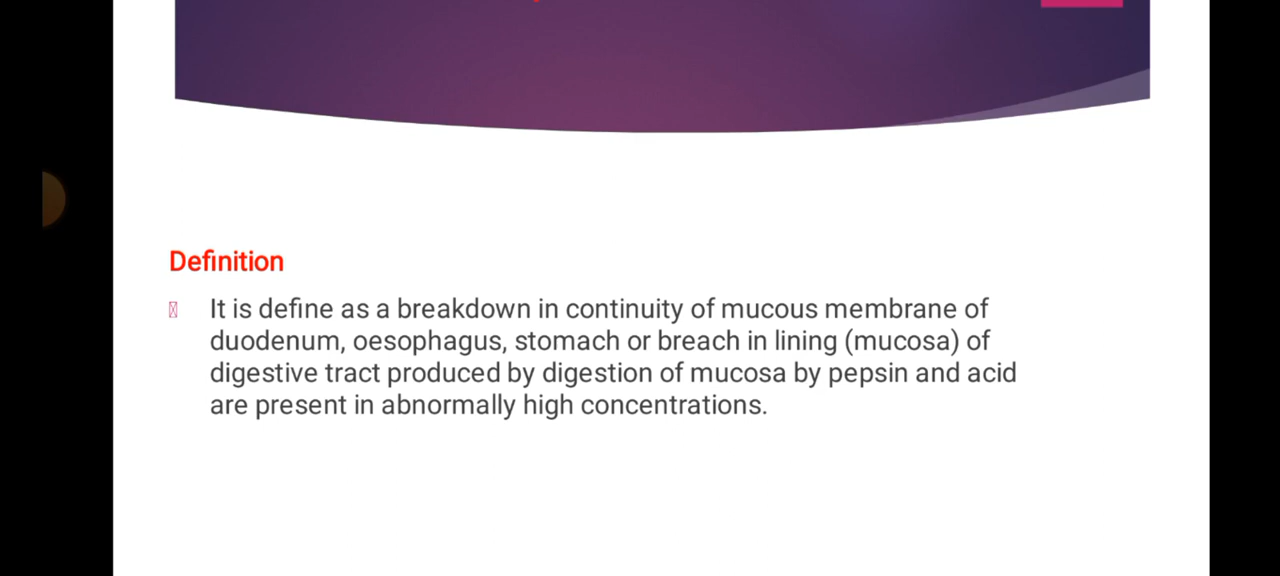 Definition
It is define as a breakdown in continuity of mucous membrane of
duodenum, oesophagus, stomach or breach in lining (mucosa) of
digestive tract produced by digestion of mucosa by pepsin and acid
are present in abnormally high concentrations.